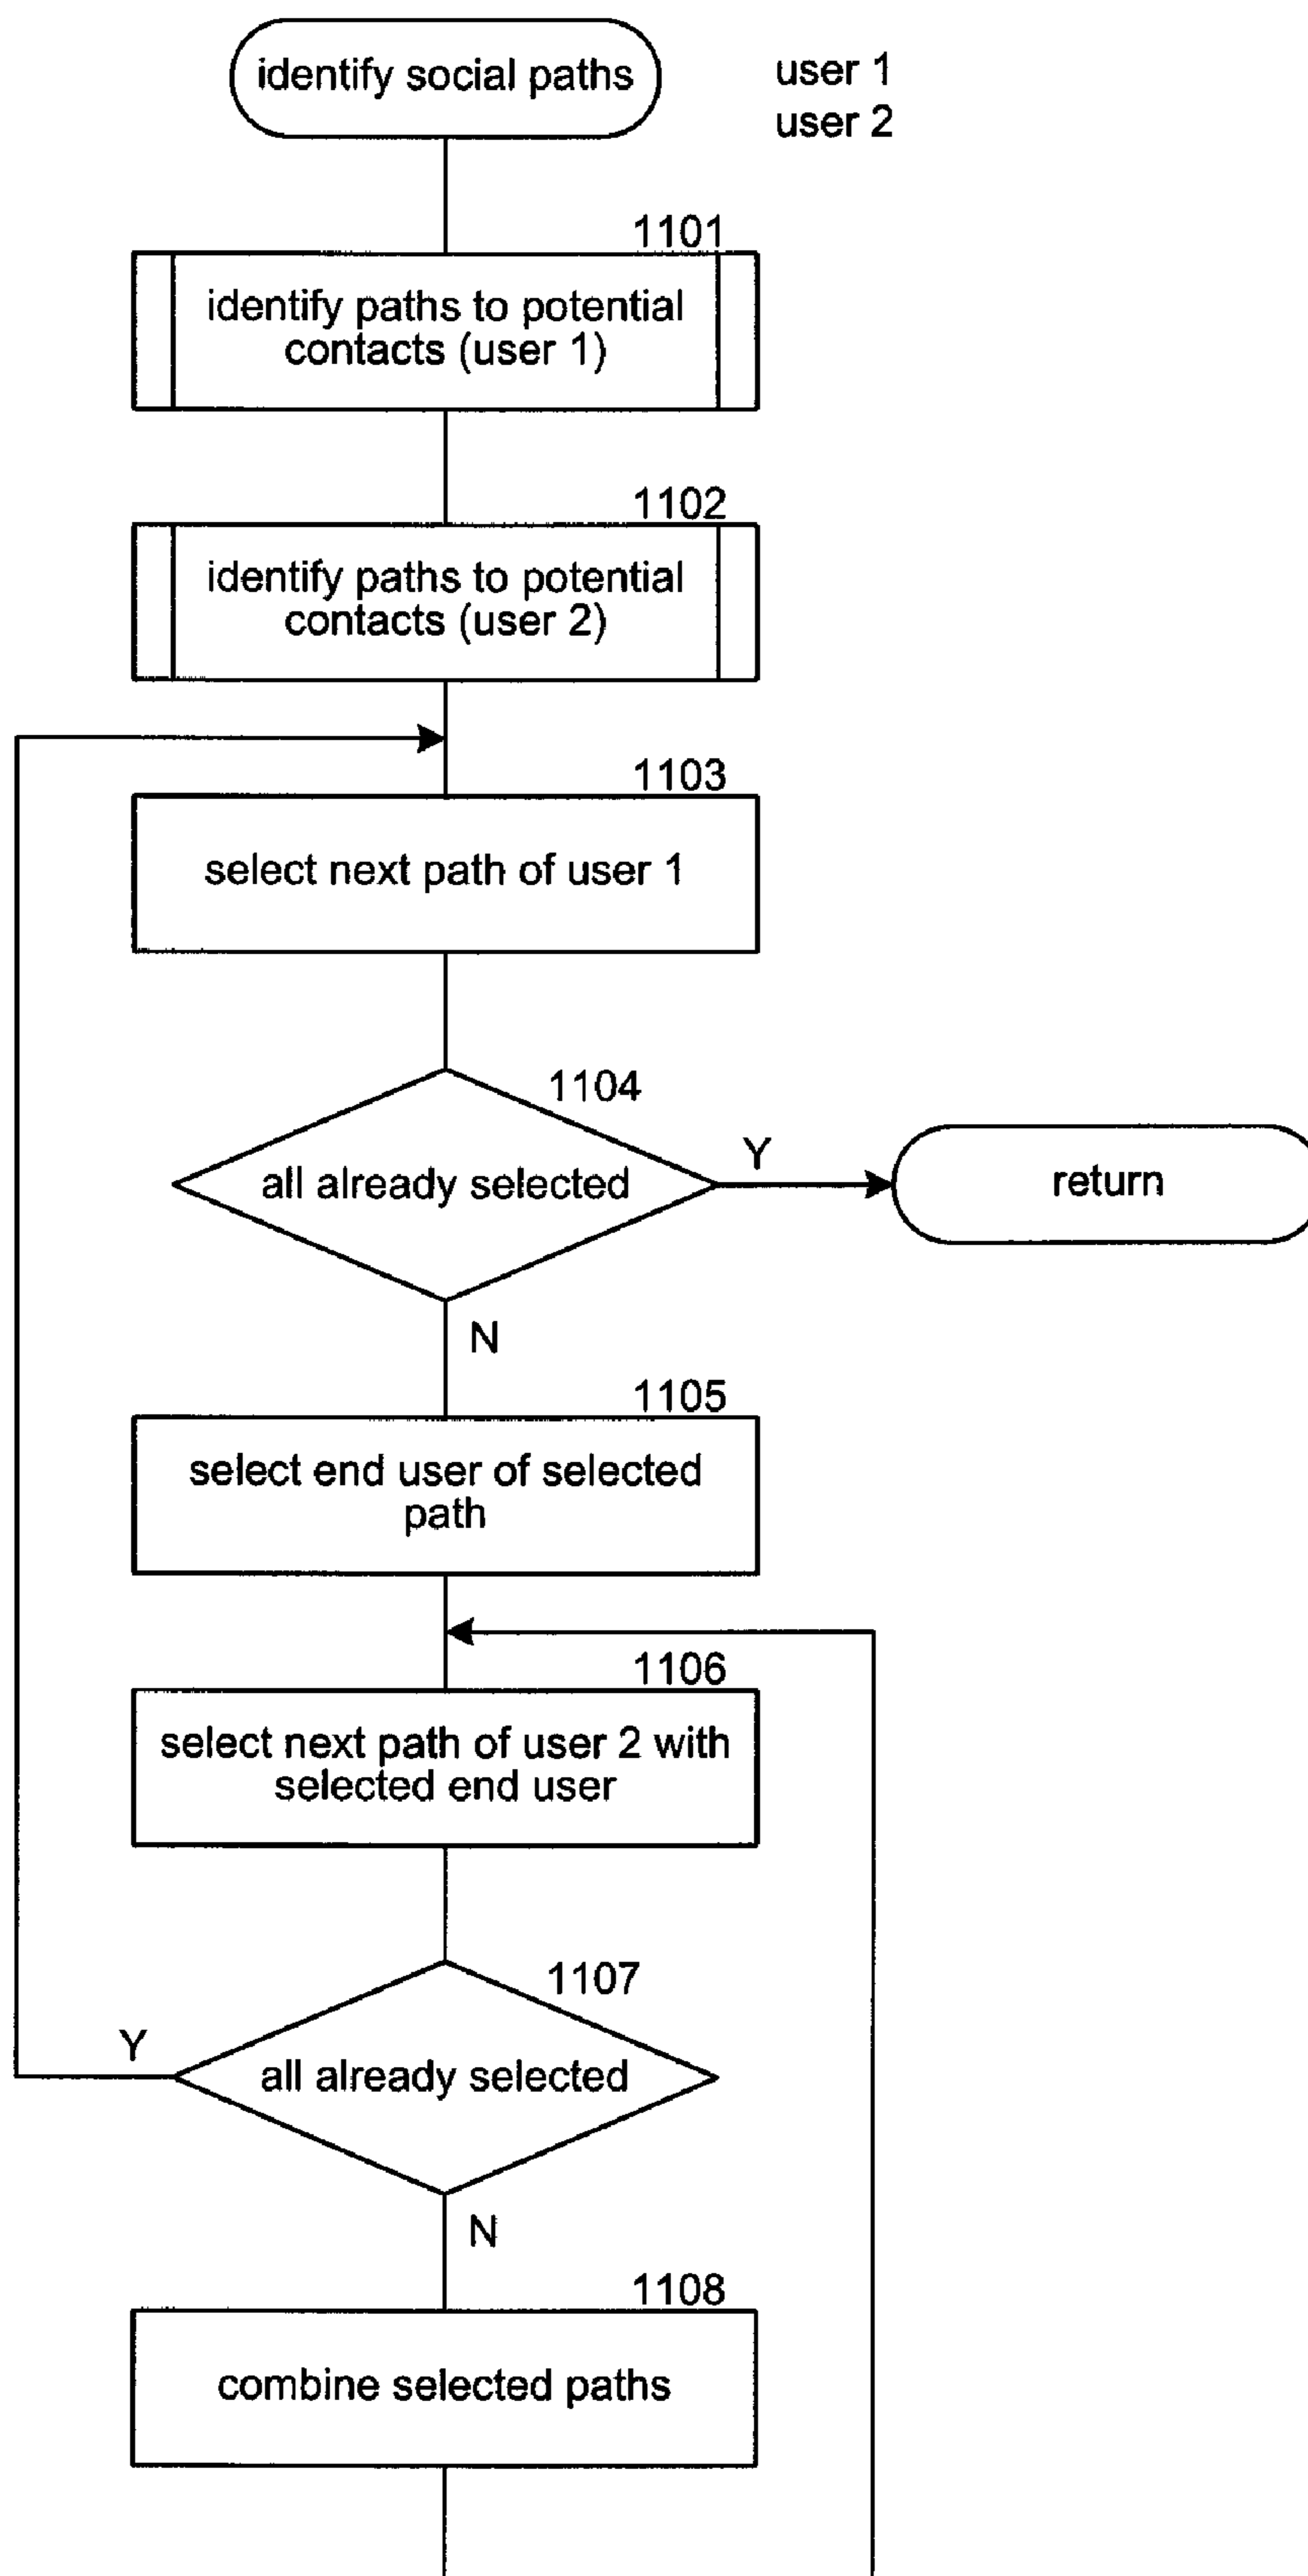 identify social paths
user 1
user 2
1101
identify paths to potential
contacts (user 1)
1102
identify paths to potential
contacts (user 2)
1103
select next path of user 1
1104
all already selected
Y
return
N
1105
select end user of selected
path
1106
select next path of user 2 with
selected end user
1107
all already selected
Y
N
1108
combine selected paths